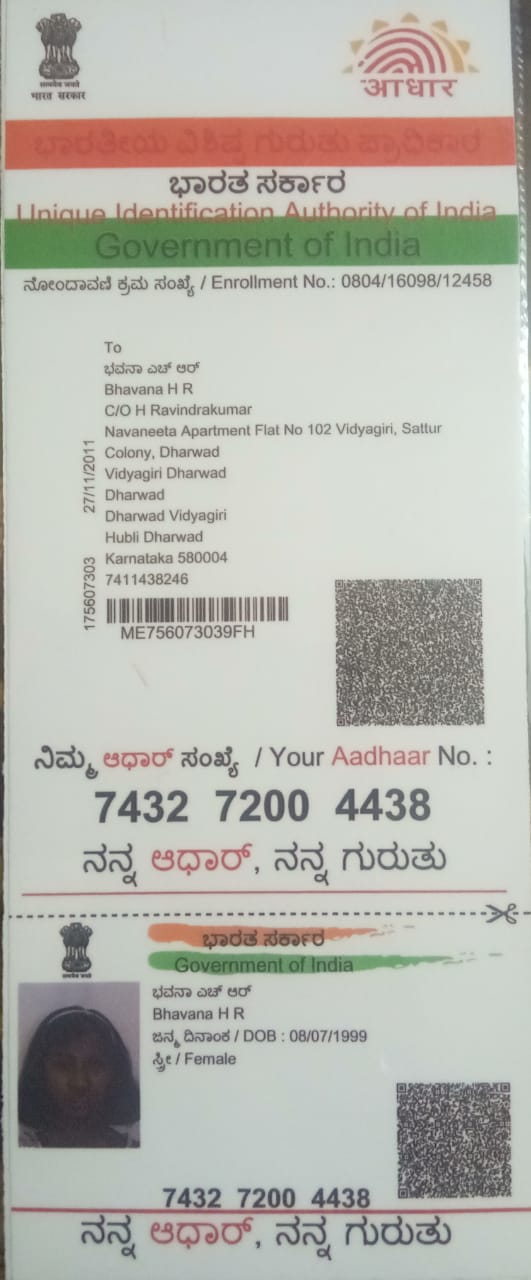 सत्यमेव जयते
भारत सरकार
आधार
ಭಾರತೀಯ ವಿಶಿಷ್ಟ ಗುರುತು ಪ್ರಾಧಿಕಾರ
ಭಾರತ ಸರ್ಕಾರ
Unique Identification Authority of India
Government of India
ನೋಂದಾವಣಿ ಕ್ರಮ ಸಂಖ್ಯೆ / Enrollment No.: 0804/16098/12458
To
ಭವನಾ ಎಚ್ ಆರ್
Bhavana H R
C/O H Ravindrakumar
Navaneeta Apartment Flat No 102 Vidyagiri, Sattur
Colony, Dharwad
Vidyagiri Dharwad
Dharwad
Dharwad Vidyagiri
Hubli Dharwad
Karnataka 580004
7411438246
27/11/2011
175607303
ME756073039FH
ನಿಮ್ಮ ಆಧಾರ್ ಸಂಖ್ಯೆ / Your Aadhaar No. :
7432 7200 4438
ನನ್ನ ಆಧಾರ್, ನನ್ನ ಗುರುತು
ಭಾರತ ಸರ್ಕಾರ
Government of India
ಭವನಾ ಎಚ್ ಆರ್
Bhavana H R
ಜನ್ಮ ದಿನಾಂಕ / DOB : 08/07/1999
ಸ್ತ್ರೀ / Female
7432 7200 4438
ನನ್ನ ಆಧಾರ್, ನನ್ನ ಗುರುತು